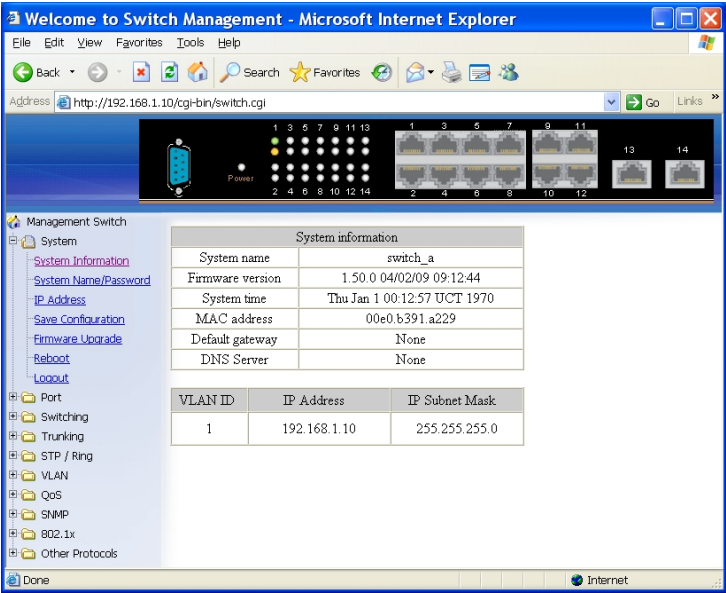 Welcome to Switch Management - Microsoft Internet Explorer
File Edit View Favorites Tools Help
Back Search Favorites
Address http://192.168.1.10/cgi-bin/switch.cgi Go Links »
1 3 5 7 9 11 13
Power
2 4 6 8 10 12 14
1 3 5 7 9 11
2 4 6 8 10 12
13 14
Management Switch
System
System Information
System Name/Password
IP Address
Save Configuration
Firmware Upgrade
Reboot
Logout
Port
Switching
Trunking
STP / Ring
VLAN
QoS
SNMP
802.1x
Other Protocols
System information
System name switch_a
Firmware version 1.50.0 04/02/09 09:12:44
System time Thu Jan 1 00:12:57 UCT 1970
MAC address 00e0.b391.a229
Default gateway None
DNS Server None
VLAN ID IP Address IP Subnet Mask
1 192.168.1.10 255.255.255.0
Done Internet